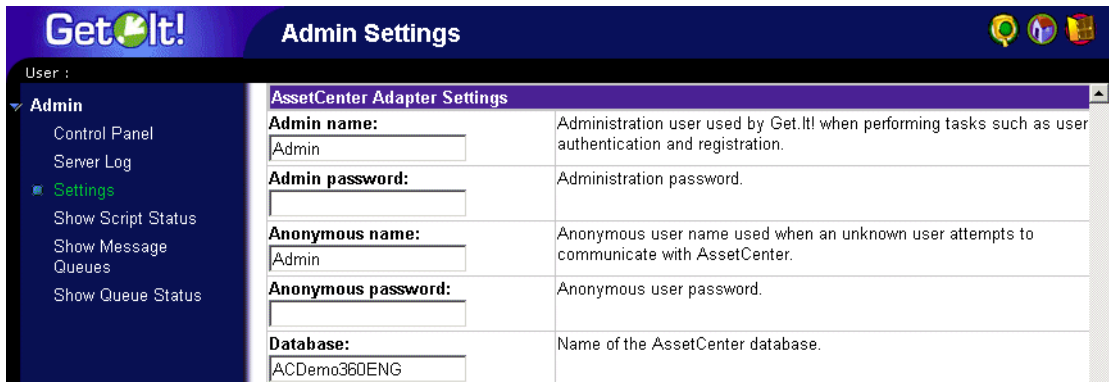 Get It!
Admin Settings
User :
Admin
Control Panel
Server Log
Settings
Show Script Status
Show Message
Queues
Show Queue Status
AssetCenter Adapter Settings
Admin name:
Admin
Administration user used by Get.It! when performing tasks such as user
authentication and registration.
Admin password:
Administration password.
Anonymous name:
Admin
Anonymous user name used when an unknown user attempts to
communicate with AssetCenter.
Anonymous password:
Anonymous user password.
Database:
ACDemo360ENG
Name of the AssetCenter database.